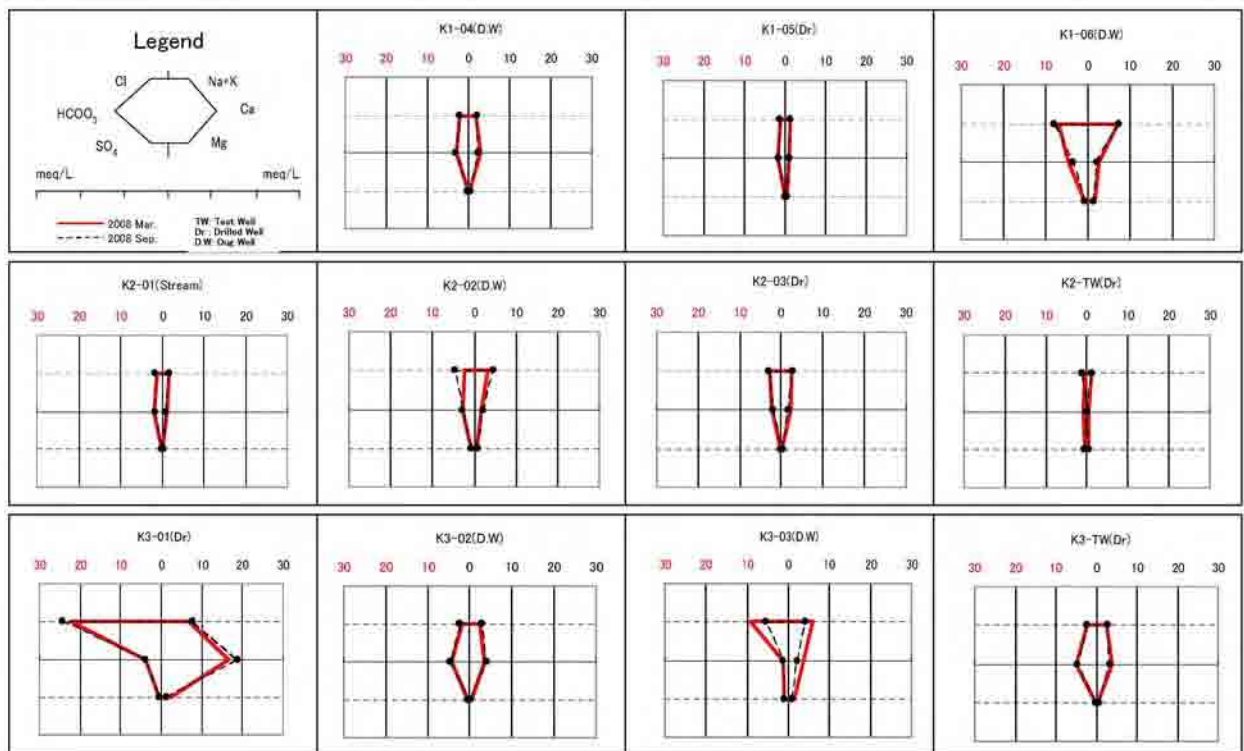 Legend
Cl Na+K
HCOO3 Ca
SO4 Mg
meq/L meq/L
2008 Mar.
2008 Sep.
TW: Test Well
Dr : Drilled Well
D.W: Dug Well
K1-04(D.W)
30 20 10 0 10 20 30
K1-05(Dr)
30 20 10 0 10 20 30
K1-06(D.W)
30 20 10 0 10 20 30
K2-01(Stream)
30 20 10 0 10 20 30
K2-02(D.W)
30 20 10 0 10 20 30
K2-03(Dr)
30 20 10 0 10 20 30
K2-TW(Dr)
30 20 10 0 10 20 30
K3-01(Dr)
30 20 10 0 10 20 30
K3-02(D.W)
30 20 10 0 10 20 30
K3-03(D.W)
30 20 10 0 10 20 30
K3-TW(Dr)
30 20 10 0 10 20 30